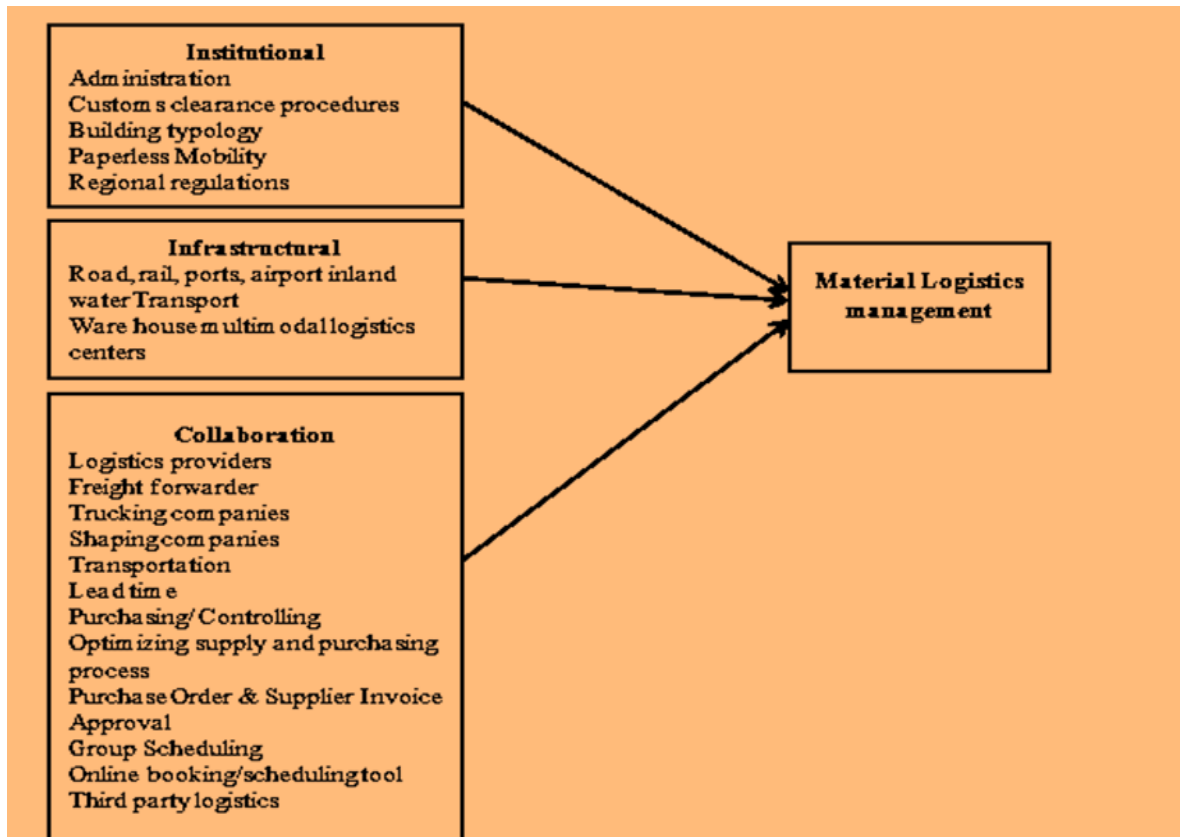 Institutional
Administration
Customs clearance procedures
Building typology
Paperless Mobility
Regional regulations
Infrastructural
Road, rail, ports, airport inland
water Transport
Ware house multimodal logistics
centers
Collaboration
Logistics providers
Freight forwarder
Trucking companies
Shaping companies
Transportation
Lead time
Purchasing/ Controlling
Optimizing supply and purchasing
process
Purchase Order & Supplier Invoice
Approval
Group Scheduling
Online booking/scheduling tool
Third party logistics
Material Logistics
management